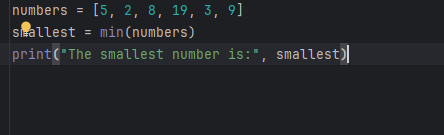 numbers = [5, 2, 8, 19, 3, 9]
smallest = min(numbers)
print("The smallest number is:", smallest)